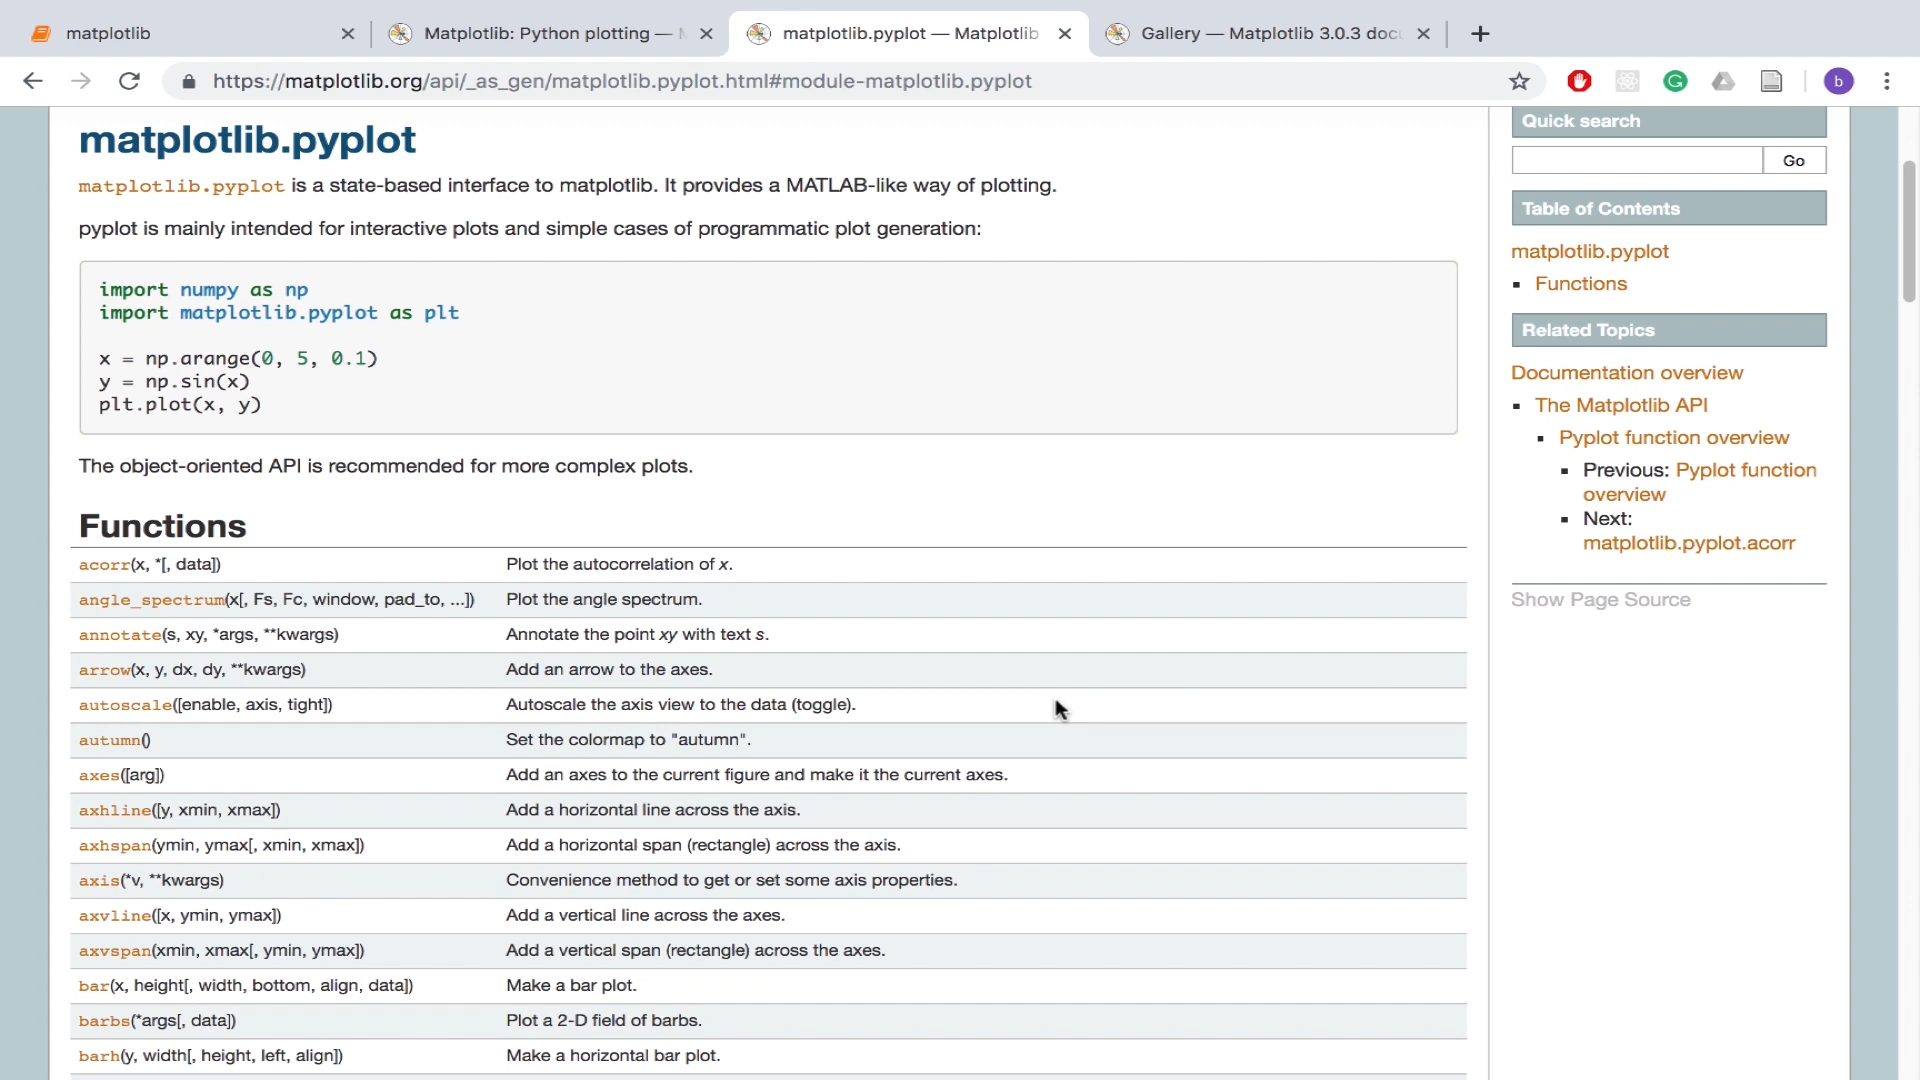 matplotlib
Matplotlib: Python plotting —
matplotlib.pyplot — Matplotlib
Gallery — Matplotlib 3.0.3 doc
https://matplotlib.org/api/_as_gen/matplotlib.pyplot.html#module-matplotlib.pyplot
b
matplotlib.pyplot
matplotlib.pyplot is a state-based interface to matplotlib. It provides a MATLAB-like way of plotting.
pyplot is mainly intended for interactive plots and simple cases of programmatic plot generation:
import numpy as np
import matplotlib.pyplot as plt
x = np.arange(0, 5, 0.1)
y = np.sin(x)
plt.plot(x, y)
The object-oriented API is recommended for more complex plots.
Functions
acorr(x, *[, data]) Plot the autocorrelation of x.
angle_spectrum(x[, Fs, Fc, window, pad_to, ...]) Plot the angle spectrum.
annotate(s, xy, *args, **kwargs) Annotate the point xy with text s.
arrow(x, y, dx, dy, **kwargs) Add an arrow to the axes.
autoscale([enable, axis, tight]) Autoscale the axis view to the data (toggle).
autumn() Set the colormap to "autumn".
axes([arg]) Add an axes to the current figure and make it the current axes.
axhline([y, xmin, xmax]) Add a horizontal line across the axis.
axhspan(ymin, ymax[, xmin, xmax]) Add a horizontal span (rectangle) across the axis.
axis(*v, **kwargs) Convenience method to get or set some axis properties.
axvline([x, ymin, ymax]) Add a vertical line across the axes.
axvspan(xmin, xmax[, ymin, ymax]) Add a vertical span (rectangle) across the axes.
bar(x, height[, width, bottom, align, data]) Make a bar plot.
barbs(*args[, data]) Plot a 2-D field of barbs.
barh(y, width[, height, left, align]) Make a horizontal bar plot.
Quick search
Go
Table of Contents
matplotlib.pyplot
Functions
Related Topics
Documentation overview
The Matplotlib API
Pyplot function overview
Previous: Pyplot function
overview
Next:
matplotlib.pyplot.acorr
Show Page Source